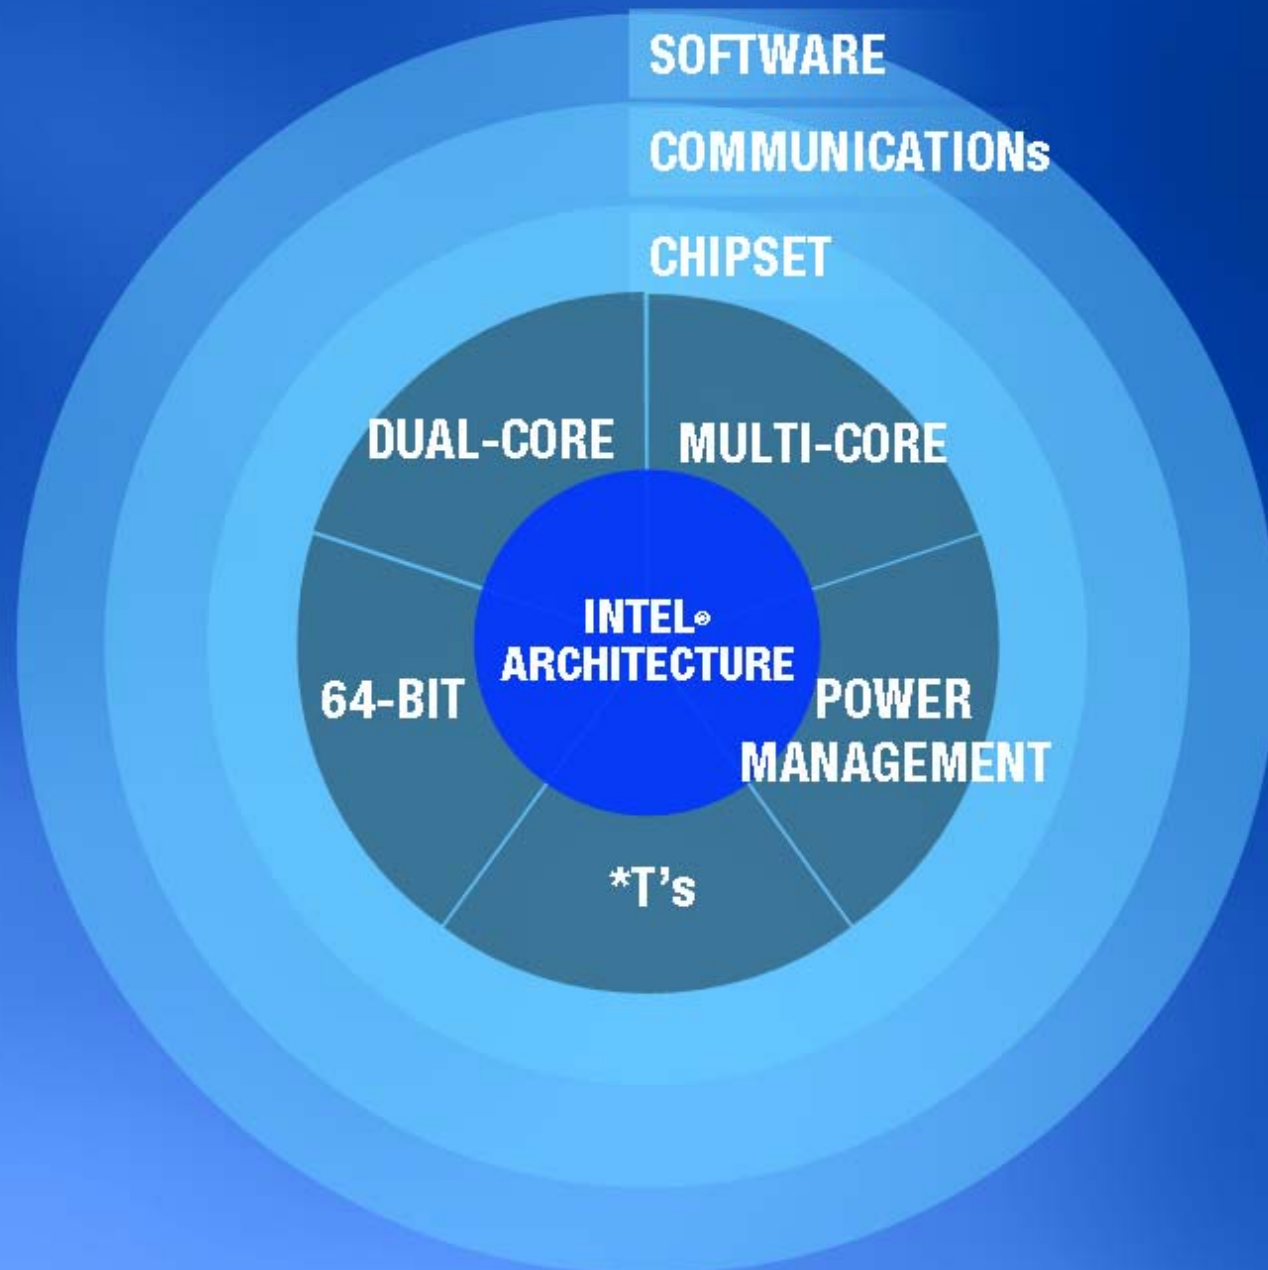 SOFTWARE
COMMUNICATIONs
CHIPSET
DUAL-CORE
MULTI-CORE
INTEL®
ARCHITECTURE
64-BIT
POWER
MANAGEMENT
*T’s